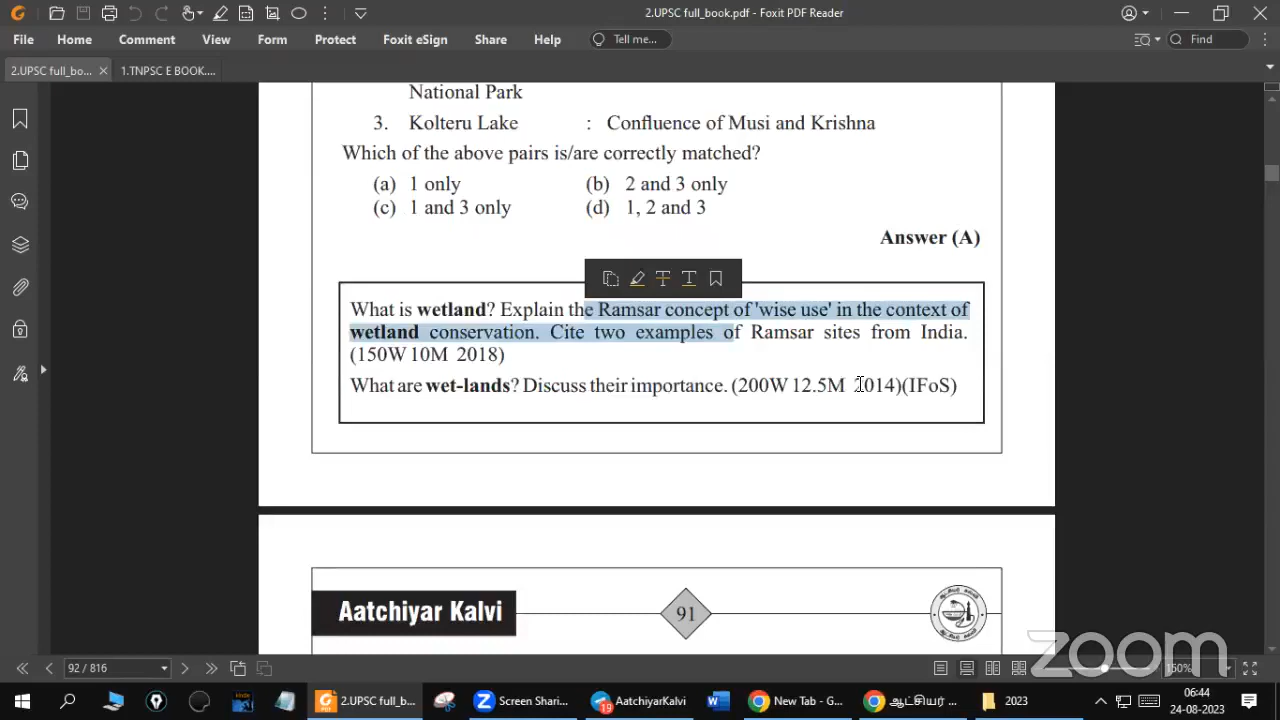 2.UPSC full_book.pdf - Foxit PDF Reader
File Home Comment View Form Protect Foxit eSign Share Help Tell me... Find
2.UPSC full_bo... 1.TNPSC E BOOK....
National Park
3. Kolteru Lake : Confluence of Musi and Krishna
Which of the above pairs is/are correctly matched?
(a) 1 only (b) 2 and 3 only
(c) 1 and 3 only (d) 1, 2 and 3
Answer (A)
What is wetland? Explain the Ramsar concept of 'wise use' in the context of
wetland conservation. Cite two examples of Ramsar sites from India.
(150W 10M 2018)
What are wet-lands? Discuss their importance. (200W 12.5M 2014)(IFoS)
Aatchiyar Kalvi 91
zoom
92 / 816 150%
2.UPSC full_b... Screen Shari... AatchiyarKalvi New Tab - G... ஆட்சியர் ... 2023
19
06:44
24-08-2023